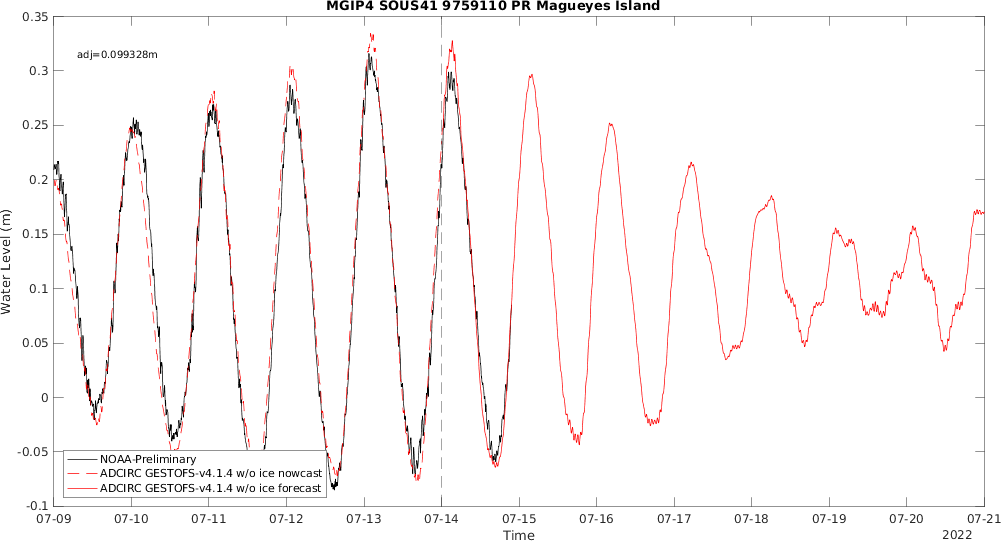 MGIP4 SOUS41 9759110 PR Magueyes Island
0.35
adj=0.099328m
0.3
0.25
0.2
0.15
0.1
0.05
0
-0.05
-0.1
Water Level (m)
NOAA-Preliminary
ADCIRC GESTOFS-v4.1.4 w/o ice nowcast
ADCIRC GESTOFS-v4.1.4 w/o ice forecast
07-09 07-10 07-11 07-12 07-13 07-14 07-15 07-16 07-17 07-18 07-19 07-20 07-21
Time
2022